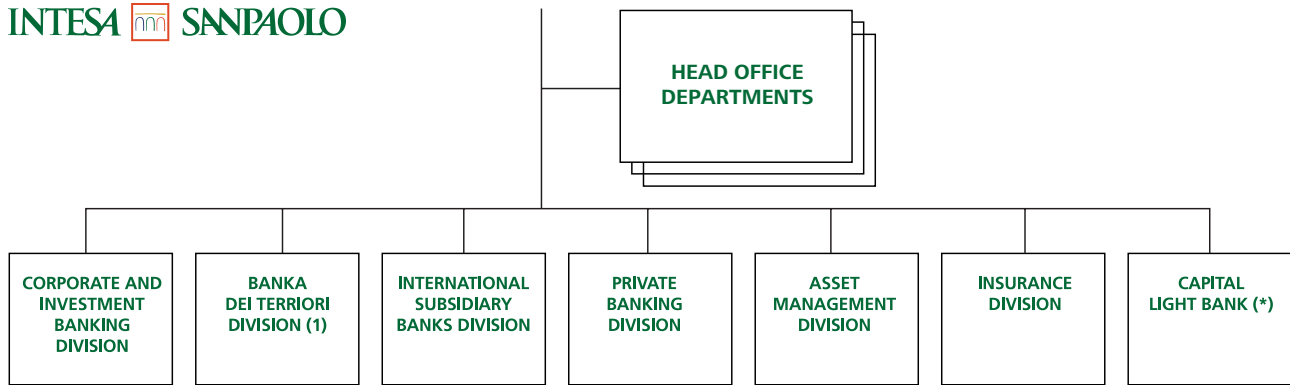 INTESA SANPAOLO
HEAD OFFICE
DEPARTMENTS
CORPORATE AND
INVESTMENT
BANKING
DIVISION
BANKA
DEI TERRIORI
DIVISION (1)
INTERNATIONAL
SUBSIDIARY
BANKS DIVISION
PRIVATE
BANKING
DIVISION
ASSET
MANAGEMENT
DIVISION
INSURANCE
DIVISION
CAPITAL
LIGHT BANK (*)